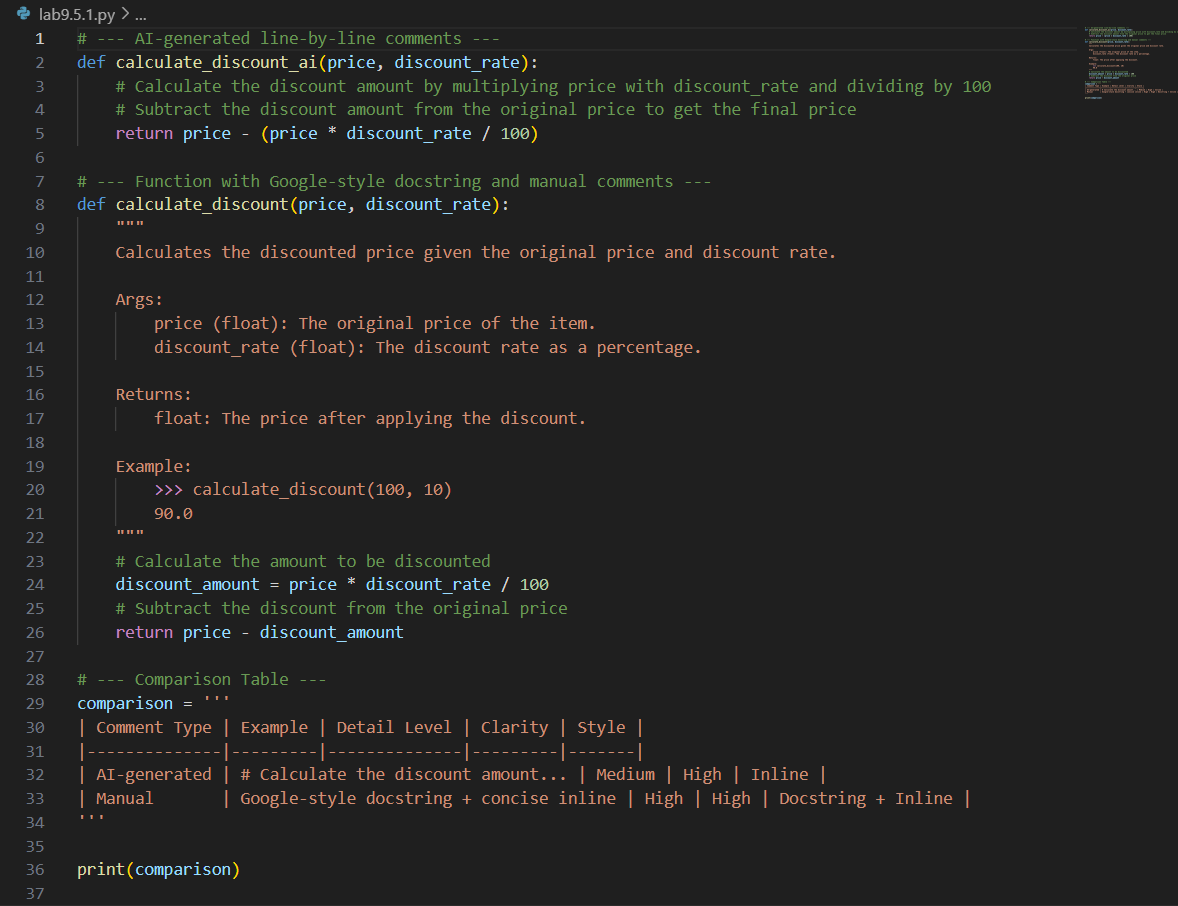 lab9.5.1.py > ...
1 # --- AI-generated line-by-line comments ---
2 def calculate_discount_ai(price, discount_rate):
3     # Calculate the discount amount by multiplying price with discount_rate and dividing by 100
4     # Subtract the discount amount from the original price to get the final price
5     return price - (price * discount_rate / 100)
6
7 # --- Function with Google-style docstring and manual comments ---
8 def calculate_discount(price, discount_rate):
9     """
10     Calculates the discounted price given the original price and discount rate.
11
12     Args:
13         price (float): The original price of the item.
14         discount_rate (float): The discount rate as a percentage.
15
16     Returns:
17         float: The price after applying the discount.
18
19     Example:
20         >>> calculate_discount(100, 10)
21         90.0
22     """
23     # Calculate the amount to be discounted
24     discount_amount = price * discount_rate / 100
25     # Subtract the discount from the original price
26     return price - discount_amount
27
28 # --- Comparison Table ---
29 comparison = '''
30 | Comment Type | Example | Detail Level | Clarity | Style |
31 |--------------|---------|--------------|---------|-------|
32 | AI-generated | # Calculate the discount amount... | Medium | High | Inline |
33 | Manual       | Google-style docstring + concise inline | High | High | Docstring + Inline |
34 '''
35
36 print(comparison)
37